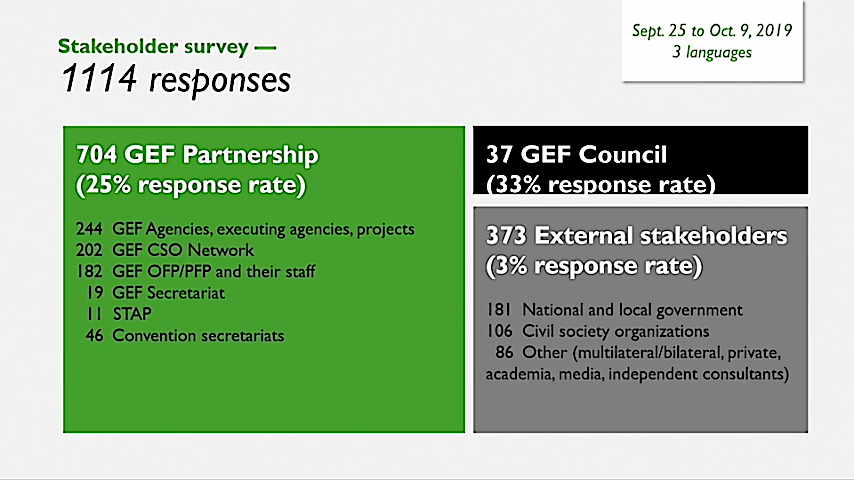 Stakeholder survey —
1114 responses
Sept. 25 to Oct. 9, 2019
3 languages
704 GEF Partnership
(25% response rate)
244 GEF Agencies, executing agencies, projects
202 GEF CSO Network
182 GEF OFP/PFP and their staff
19 GEF Secretariat
11 STAP
46 Convention secretariats
37 GEF Council
(33% response rate)
373 External stakeholders
(3% response rate)
181 National and local government
106 Civil society organizations
86 Other (multilateral/bilateral, private,
academia, media, independent consultants)